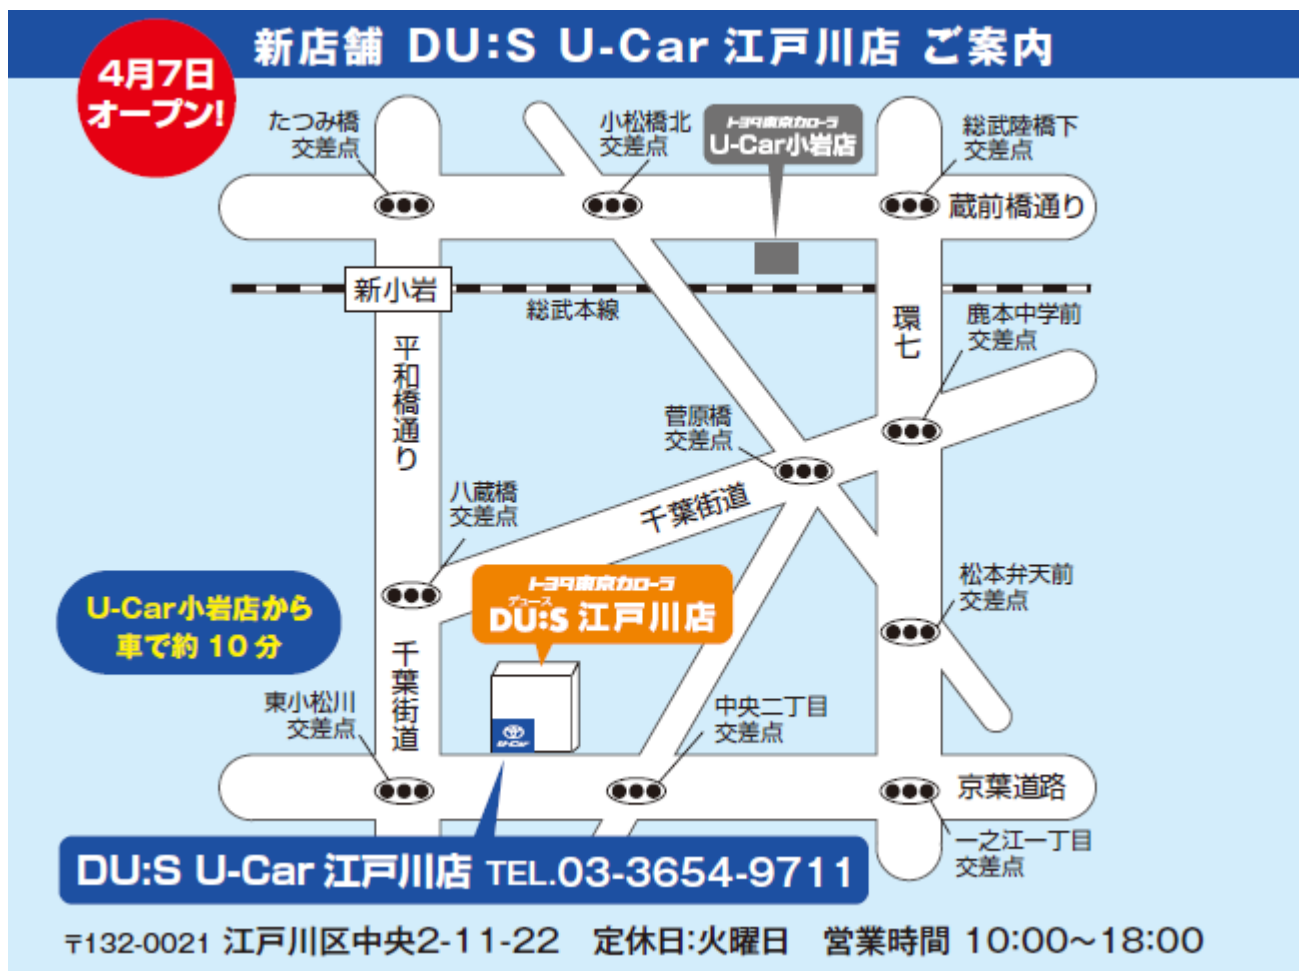 新店舗 DU:S U-Car 江戸川店 ご案内
4月7日
オープン!
たつみ橋
交差点
小松橋北
交差点
トヨタ東京カローラ
U-Car小岩店
総武陸橋下
交差点
蔵前橋通り
新小岩
総武本線
環七
鹿本中学前
交差点
平和橋通り
菅原橋
交差点
八蔵橋
交差点
千葉街道
トヨタ東京カローラ
デュース
DU:S 江戸川店
松本弁天前
交差点
U-Car小岩店から
車で約 10 分
千葉街道
東小松川
交差点
U-Car
中央二丁目
交差点
京葉道路
一之江一丁目
交差点
DU:S U-Car 江戸川店 TEL.03-3654-9711
〒132-0021 江戸川区中央2-11-22 定休日:火曜日 営業時間 10:00〜18:00